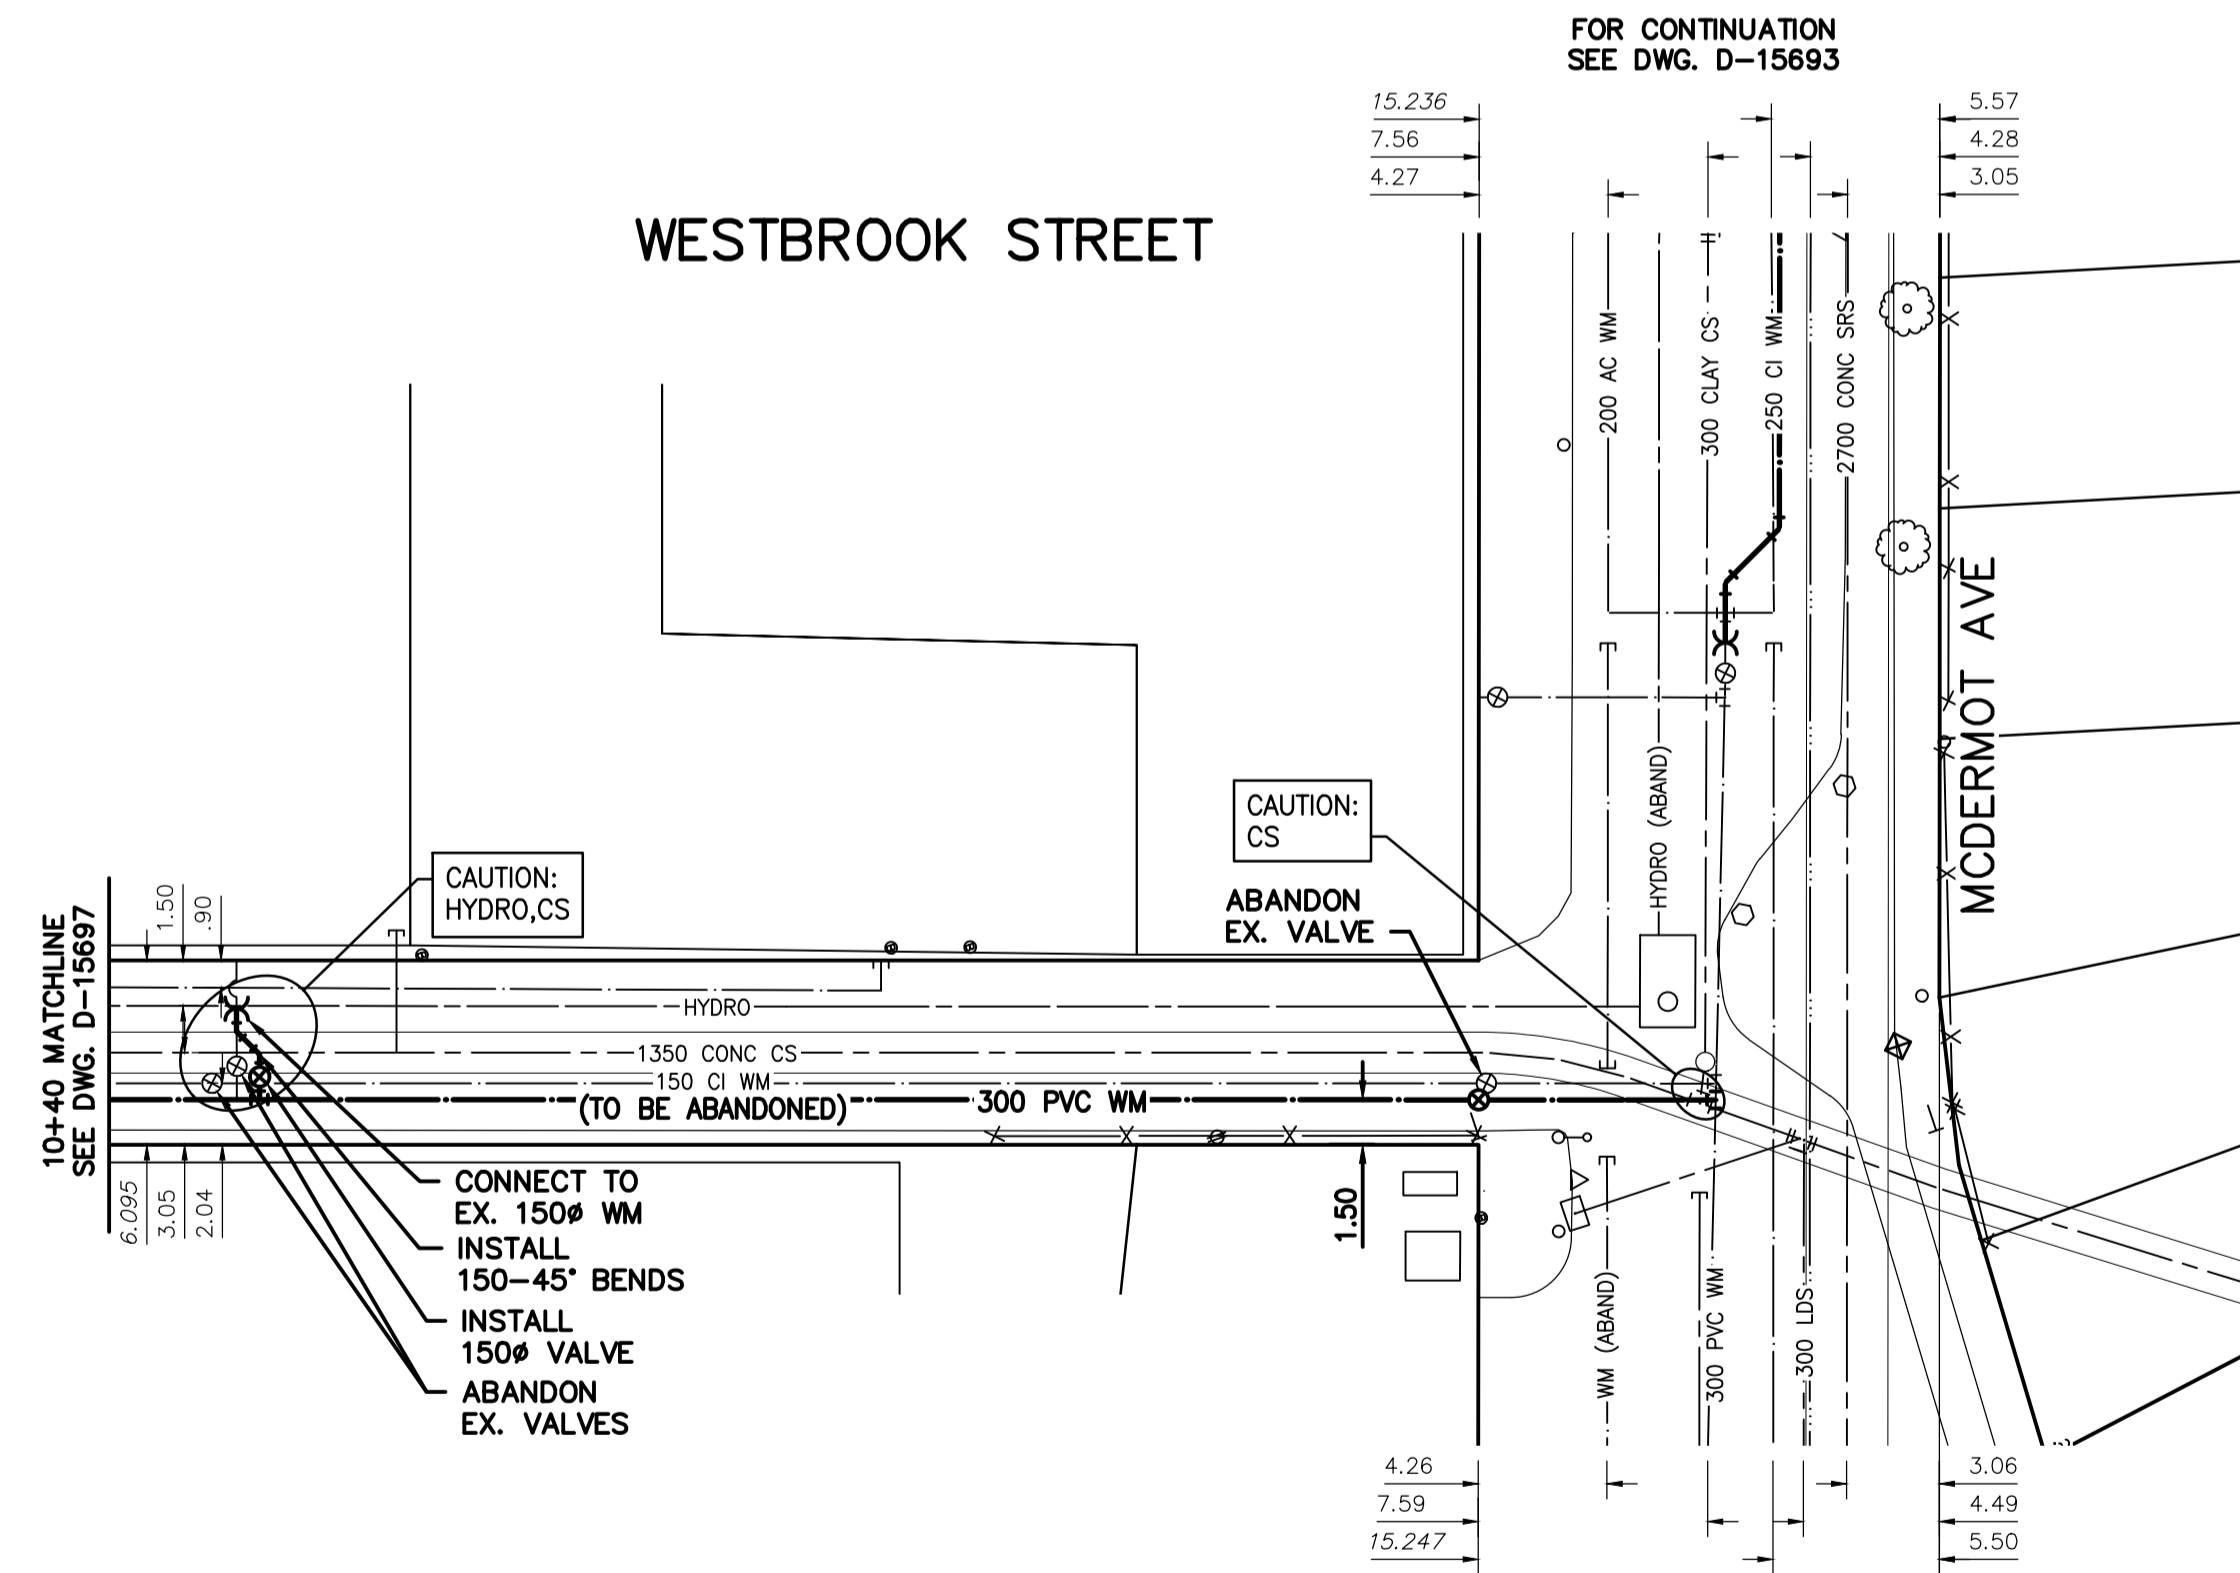 FOR CONTINUATION
SEE DWG. D-15693
15.236
7.56
4.27
5.57
4.28
3.05
WESTBROOK STREET
200 AC WM
300 CLAY CS
250 CI WM
2700 CONC SRS
MCDERMOT AVE
HYDRO (ABAND)
CAUTION:
CS
CAUTION:
HYDRO,CS
ABANDON
EX. VALVE
10+40 MATCHLINE
SEE DWG. D-15697
1.50
.90
HYDRO
1350 CONC CS
150 CI WM
(TO BE ABANDONED)
300 PVC WM
6.095
3.05
2.04
CONNECT TO
EX. 150ø WM
INSTALL
150-45° BENDS
INSTALL
150ø VALVE
ABANDON
EX. VALVES
1.50
WM (ABAND)
300 PVC WM
300 LDS
4.26
7.59
15.247
3.06
4.49
5.50